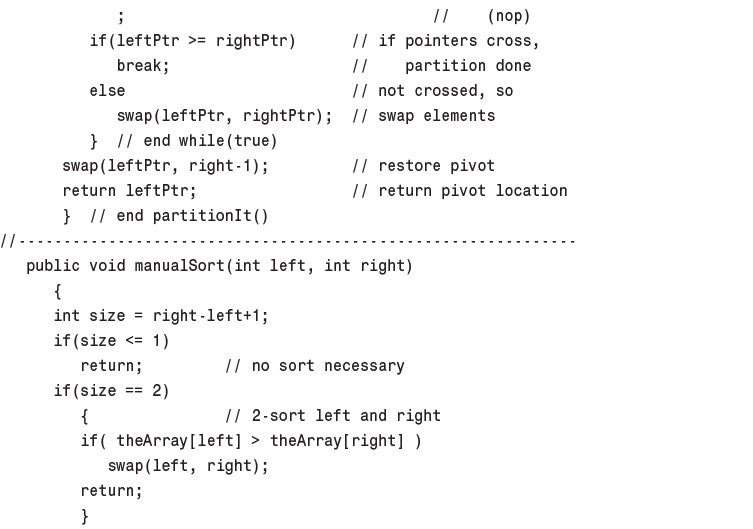 ;                                  //    (nop)
         if(leftPtr >= rightPtr)      // if pointers cross,
            break;                    //    partition done
         else                         // not crossed, so
            swap(leftPtr, rightPtr);  // swap elements
         }  // end while(true)
      swap(leftPtr, right-1);         // restore pivot
      return leftPtr;                 // return pivot location
      }  // end partitionIt()
//--------------------------------------------------------------
   public void manualSort(int left, int right)
      {
      int size = right-left+1;
      if(size <= 1)
         return;         // no sort necessary
      if(size == 2)
         {               // 2-sort left and right
         if( theArray[left] > theArray[right] )
            swap(left, right);
         return;
         }